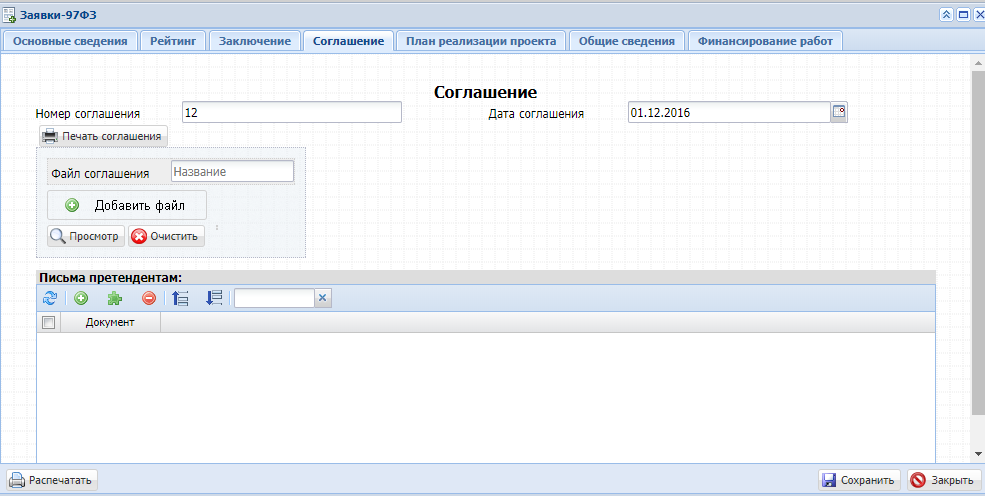 Заявки-97ФЗ
Основные сведения Рейтинг Заключение Соглашение План реализации проекта Общие сведения Финансирование работ
Соглашение
Номер соглашения 12 Дата соглашения 01.12.2016
Печать соглашения
Файл соглашения Название
Добавить файл
Просмотр Очистить
Письма претендентам:
Документ
Распечатать Сохранить Закрыть